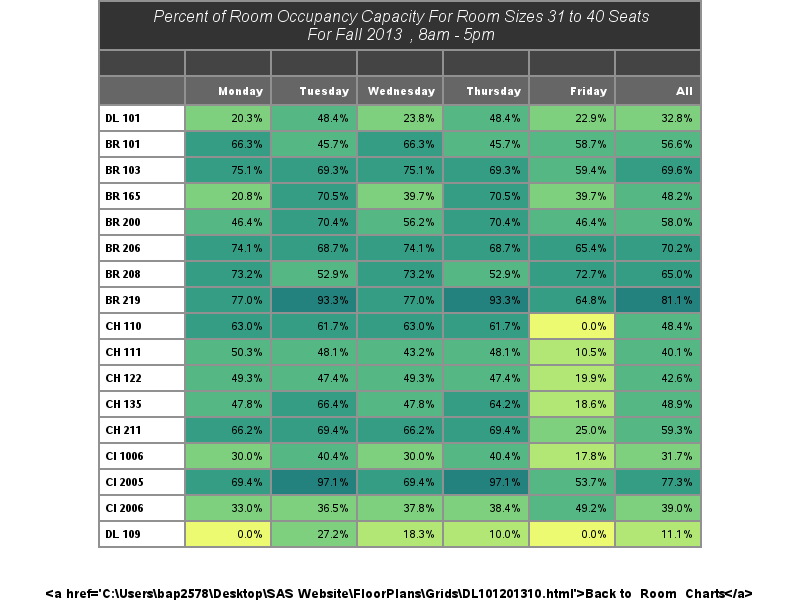 Percent of Room Occupancy Capacity For Room Sizes 31 to 40 Seats
For Fall 2013 , 8am - 5pm
Monday Tuesday Wednesday Thursday Friday All
DL 101 20.3% 48.4% 23.8% 48.4% 22.9% 32.8%
BR 101 66.3% 45.7% 66.3% 45.7% 58.7% 56.6%
BR 103 75.1% 69.3% 75.1% 69.3% 59.4% 69.6%
BR 165 20.8% 70.5% 39.7% 70.5% 39.7% 48.2%
BR 200 46.4% 70.4% 56.2% 70.4% 46.4% 58.0%
BR 206 74.1% 68.7% 74.1% 68.7% 65.4% 70.2%
BR 208 73.2% 52.9% 73.2% 52.9% 72.7% 65.0%
BR 219 77.0% 93.3% 77.0% 93.3% 64.8% 81.1%
CH 110 63.0% 61.7% 63.0% 61.7% 0.0% 48.4%
CH 111 50.3% 48.1% 43.2% 48.1% 10.5% 40.1%
CH 122 49.3% 47.4% 49.3% 47.4% 19.9% 42.6%
CH 135 47.8% 66.4% 47.8% 64.2% 18.6% 48.9%
CH 211 66.2% 69.4% 66.2% 69.4% 25.0% 59.3%
CI 1006 30.0% 40.4% 30.0% 40.4% 17.8% 31.7%
CI 2005 69.4% 97.1% 69.4% 97.1% 53.7% 77.3%
CI 2006 33.0% 36.5% 37.8% 38.4% 49.2% 39.0%
DL 109 0.0% 27.2% 18.3% 10.0% 0.0% 11.1%
<a href='C:\Users\bap2578\Desktop\SAS Website\FloorPlans\Grids\DL101201310.html'>Back to Room Charts</a>